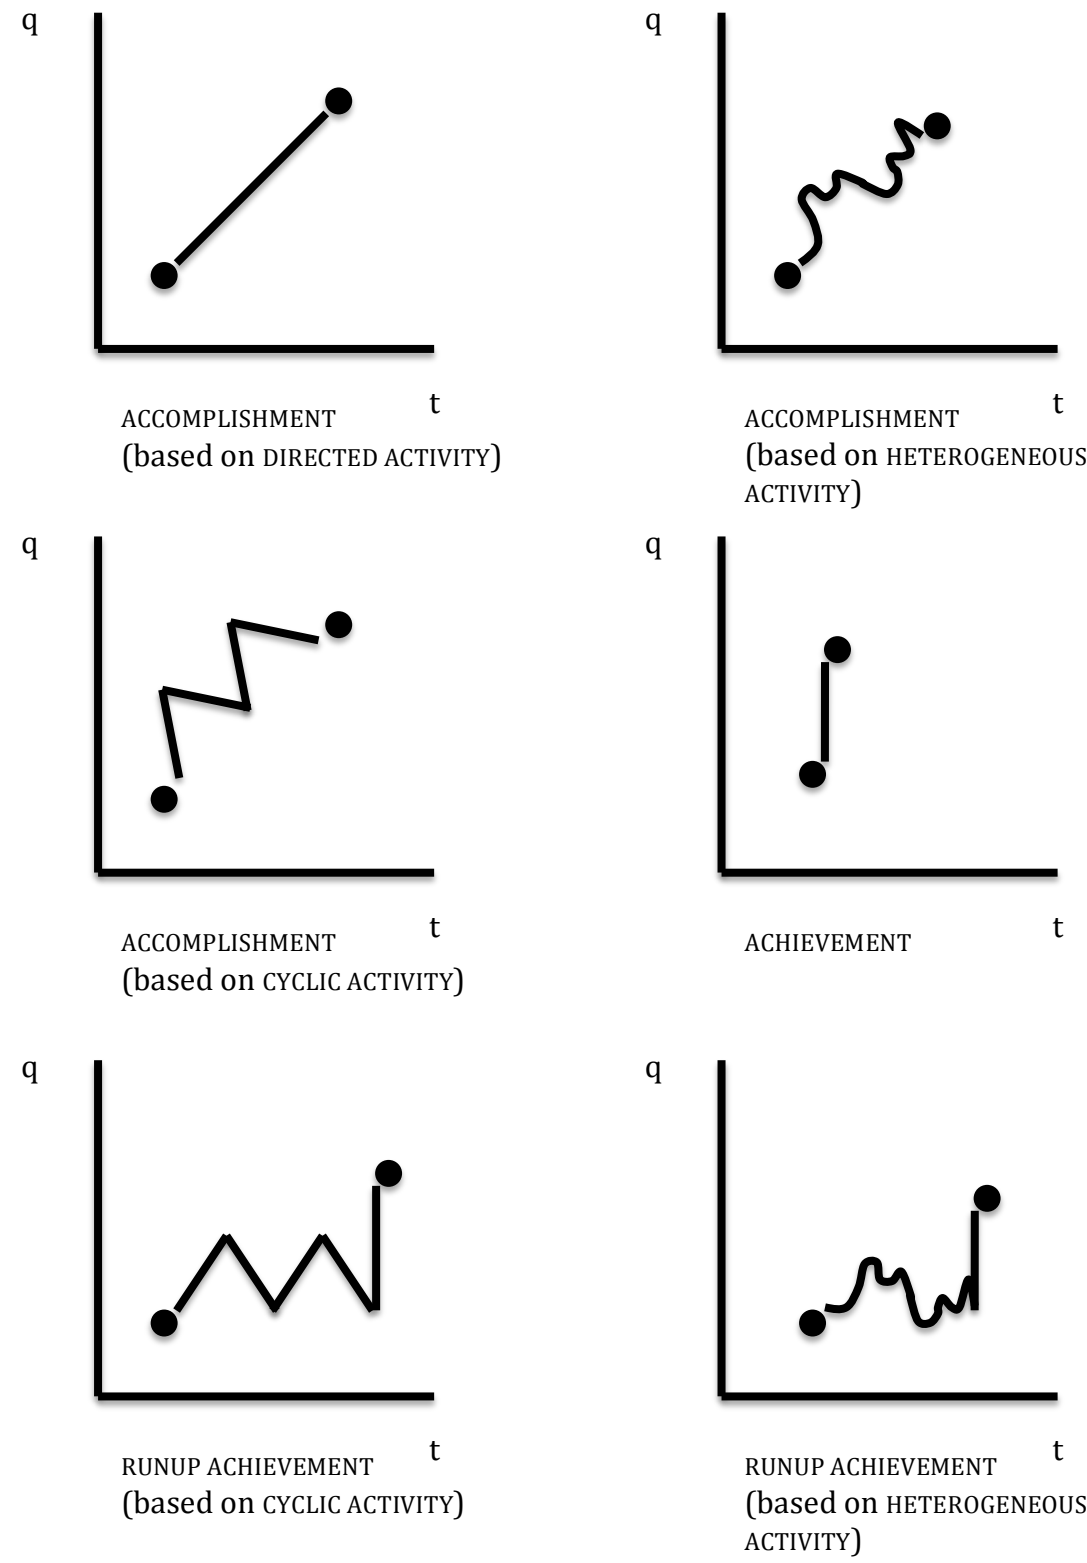 q
q
t
t
ACCOMPLISHMENT
(based on DIRECTED ACTIVITY)
ACCOMPLISHMENT
(based on HETEROGENEOUS
ACTIVITY)
q
q
t
t
ACCOMPLISHMENT
(based on CYCLIC ACTIVITY)
ACHIEVEMENT
q
q
t
t
RUNUP ACHIEVEMENT
(based on CYCLIC ACTIVITY)
RUNUP ACHIEVEMENT
(based on HETEROGENEOUS
ACTIVITY)